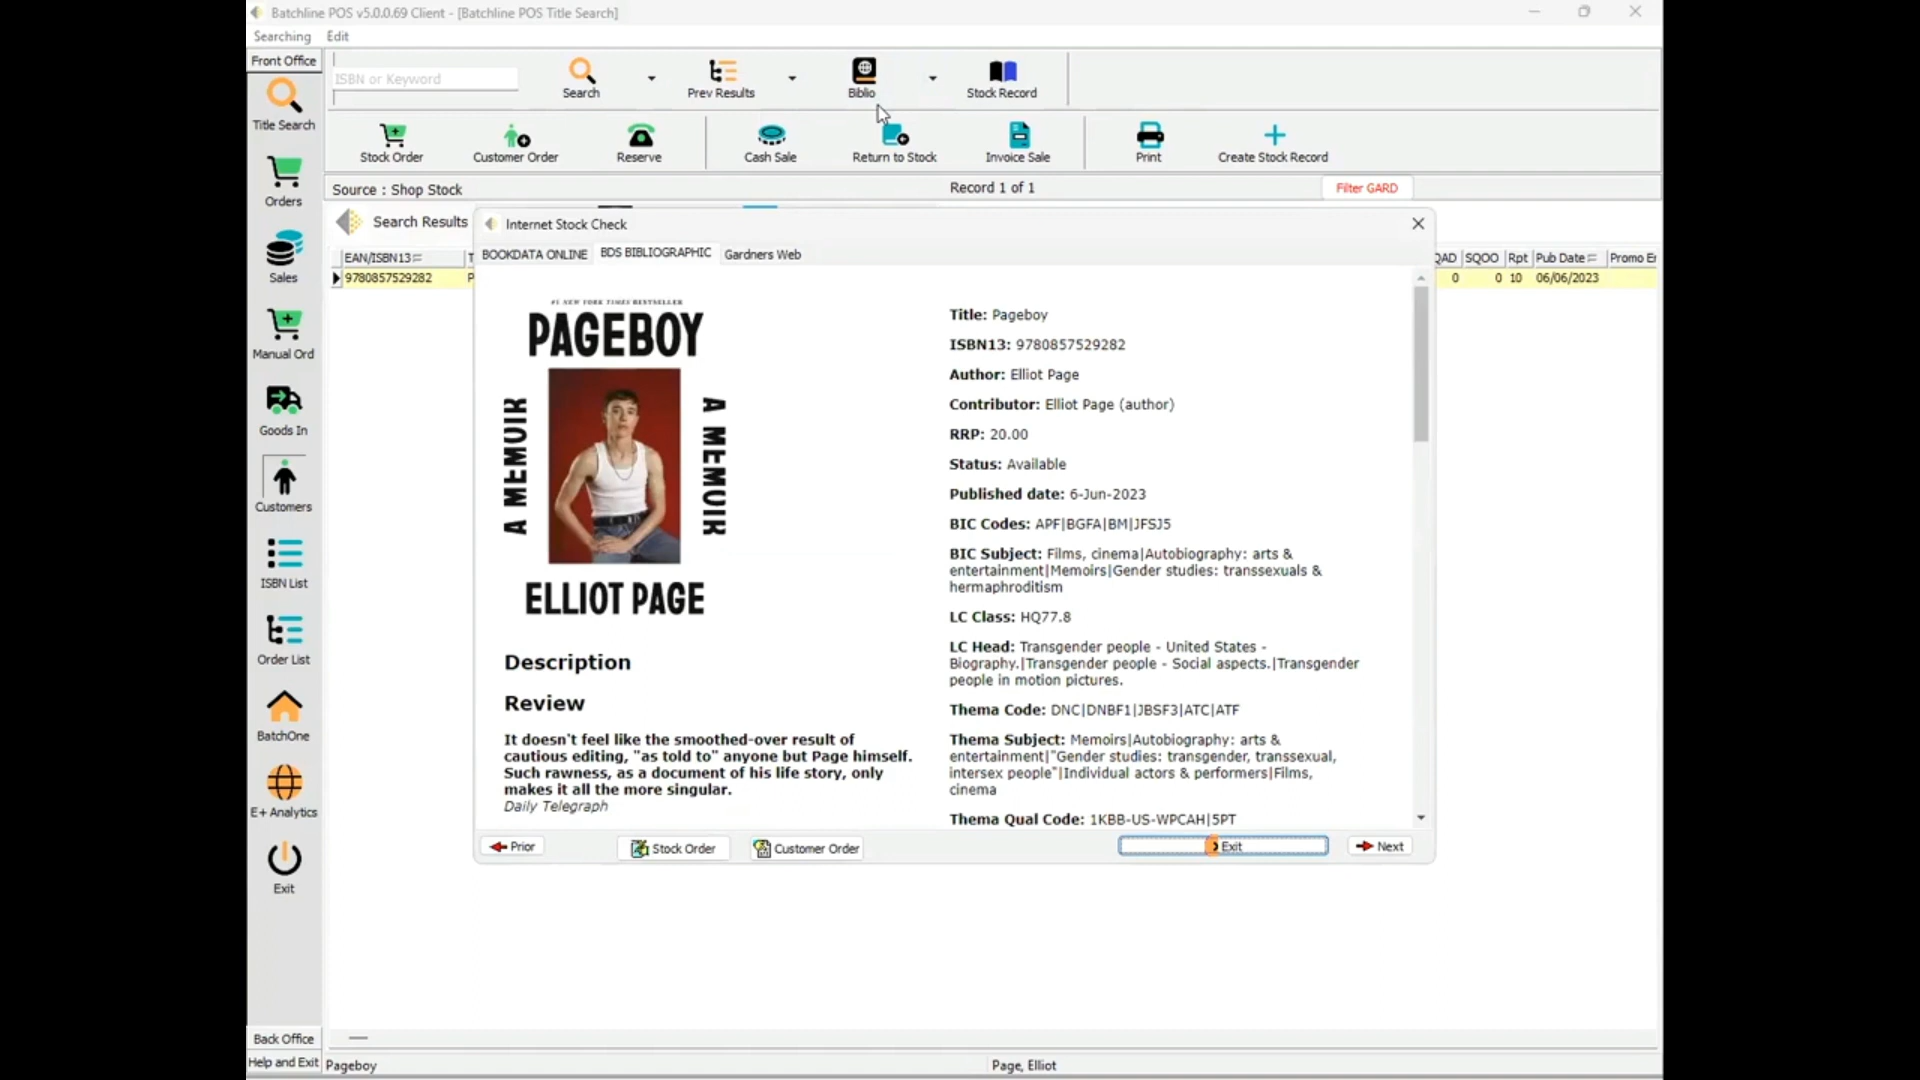 Batchline POS v5.0.0.69 Client - [Batchline POS Title Search]
Searching Edit
Front Office
ISBN or Keyword
Search
Prev Results
Biblio
Stock Record
Title Search
Stock Order
Customer Order
Reserve
Cash Sale
Return to Stock
Invoice Sale
Print
Create Stock Record
Source : Shop Stock
Record 1 of 1
Filter GARD
Orders
Sales
Manual Ord
Goods In
Customers
ISBN List
Order List
BatchOne
E+ Analytics
Exit
Back Office
Help and Exit
Search Results
EAN/ISBN13
QAD SQOO Rpt Pub Date Promo
9780857529282
0 0 10 06/06/2023
Internet Stock Check
BOOKDATA ONLINE BDS BIBLIOGRAPHIC Gardners Web
#1 NEW YORK TIMES BESTSELLER
PAGEBOY
A MEMOIR
A MEMOIR
ELLIOT PAGE
Description
Review
It doesn't feel like the smoothed-over result of
cautious editing, "as told to" anyone but Page himself.
Such rawness, as a document of his life story, only
makes it all the more singular.
Daily Telegraph
Title: Pageboy
ISBN13: 9780857529282
Author: Elliot Page
Contributor: Elliot Page (author)
RRP: 20.00
Status: Available
Published date: 6-Jun-2023
BIC Codes: APF|BGFA|BM|JFSJ5
BIC Subject: Films, cinema|Autobiography: arts &
entertainment|Memoirs|Gender studies: transsexuals &
hermaphroditism
LC Class: HQ77.8
LC Head: Transgender people - United States -
Biography.|Transgender people - Social aspects.|Transgender
people in motion pictures.
Thema Code: DNC|DNBF1|JBSF3|ATC|ATF
Thema Subject: Memoirs|Autobiography: arts &
entertainment|"Gender studies: transgender, transsexual,
intersex people"|Individual actors & performers|Films,
cinema
Thema Qual Code: 1KBB-US-WPCAH|5PT
Prior
Stock Order
Customer Order
Exit
Next
Pageboy
Page, Elliot